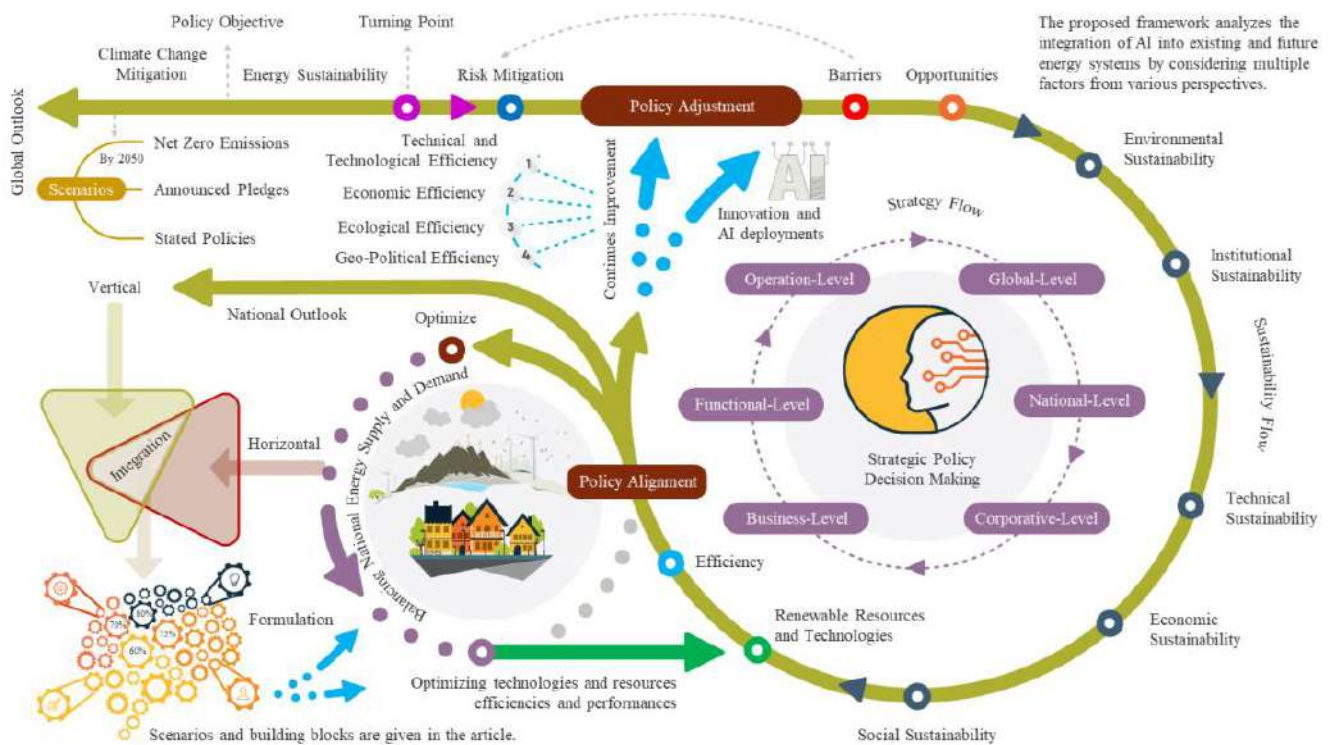 Policy Objective
Turning Point
Climate Change
Mitigation
Energy Sustainability
Risk Mitigation
Barriers
Opportunities
The proposed framework analyzes the
integration of AI into existing and future
energy systems by considering multiple
factors from various perspectives.
Global Outlook
Policy Adjustment
Net Zero Emissions
By 2050
Scenarios
Announced Pledges
Stated Policies
Technical and
Technological Efficiency
Economic Efficiency
Ecological Efficiency
Geo-Political Efficiency
1
2
3
4
Continues Improvement
AI
Innovation and
AI deployments
Environmental
Sustainability
Institutional
Sustainability
Sustainability Flow
Technical
Sustainability
Economic
Sustainability
Social Sustainability
Strategy Flow
Operation-Level
Global-Level
Functional-Level
National-Level
Business-Level
Corporative-Level
Strategic Policy
Decision Making
Vertical
National Outlook
Optimize
Balancing National Energy Supply and Demand
Horizontal
Integration
Policy Alignment
Efficiency
Renewable Resources
and Technologies
Formulation
60%
Optimizing technologies and resources
efficiencies and performances
Scenarios and building blocks are given in the article.